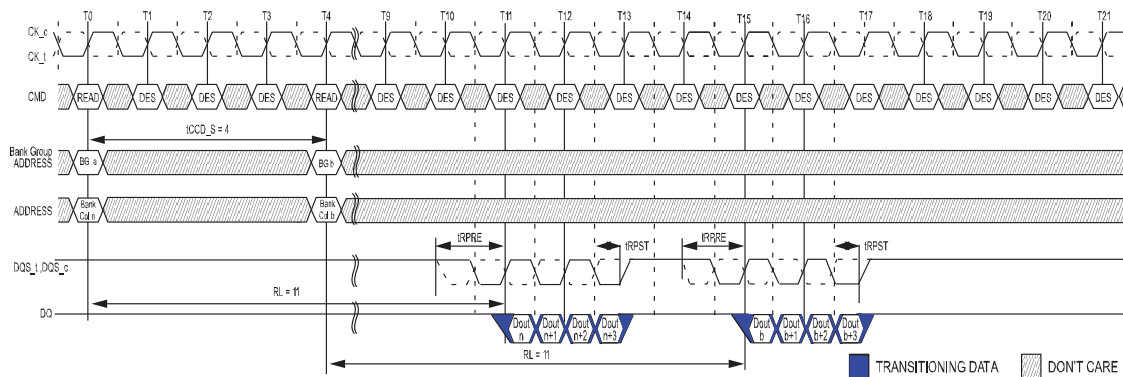 T0 T1 T2 T3 T4 T9 T10 T11 T12 T13 T14 T15 T16 T17 T18 T19 T20 T21
CK_c
CK_t
CMD READ DES DES DES READ DES DES DES DES DES DES DES DES DES DES DES DES DES
tCCD_S = 4
Bank Group
ADDRESS BG a BG b
ADDRESS Bank Col n Bank Col b
tRPRE tRPST tRPRE tRPST
DQS_t ,DQS_c
RL = 11
DQ Dout n Dout n+1 Dout n+2 Dout n+3 Dout b Dout b+1 Dout b+2 Dout b+3
RL = 11
TRANSITIONING DATA DON'T CARE